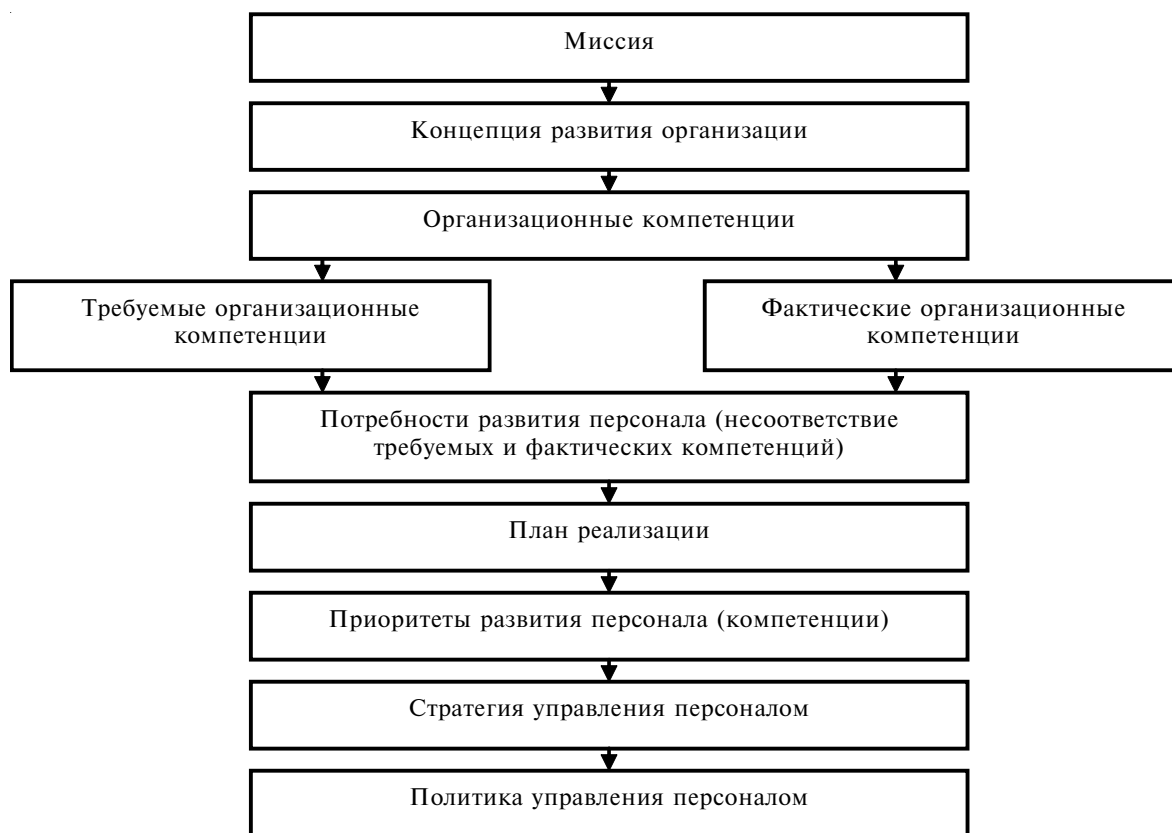 Миссия
Концепция развития организации
Организационные компетенции
Требуемые организационные
компетенции
Фактические организационные
компетенции
Потребности развития персонала (несоответствие
требуемых и фактических компетенций)
План реализации
Приоритеты развития персонала (компетенции)
Стратегия управления персоналом
Политика управления персоналом